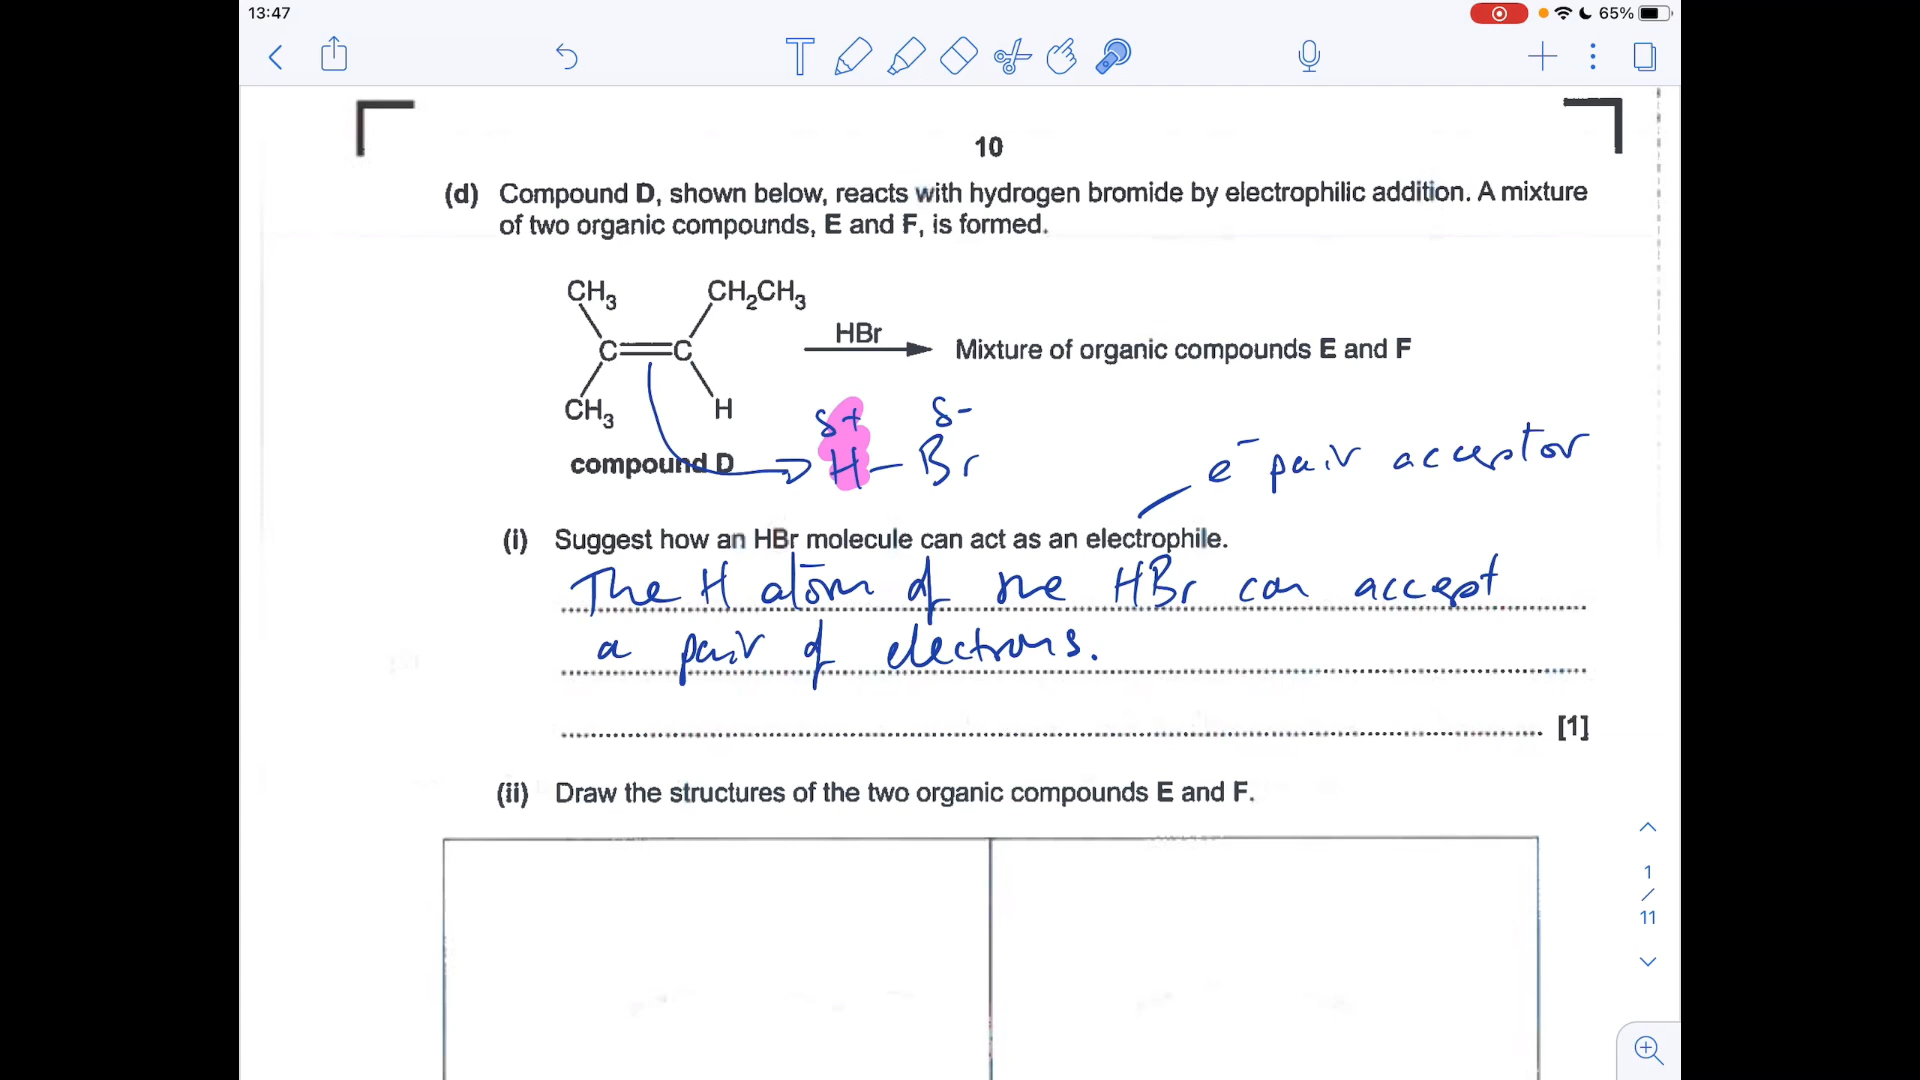 13:47
65%
10
(d) Compound D, shown below, reacts with hydrogen bromide by electrophilic addition. A mixture
of two organic compounds, E and F, is formed.
CH3 CH2CH3
C=C
HBr
Mixture of organic compounds E and F
CH3 H
δ+ δ-
compound D
H-Br
e- pair acceptor
(i) Suggest how an HBr molecule can act as an electrophile.
The H atom of the HBr can accept
a pair of electrons.
[1]
(ii) Draw the structures of the two organic compounds E and F.
1
/
11